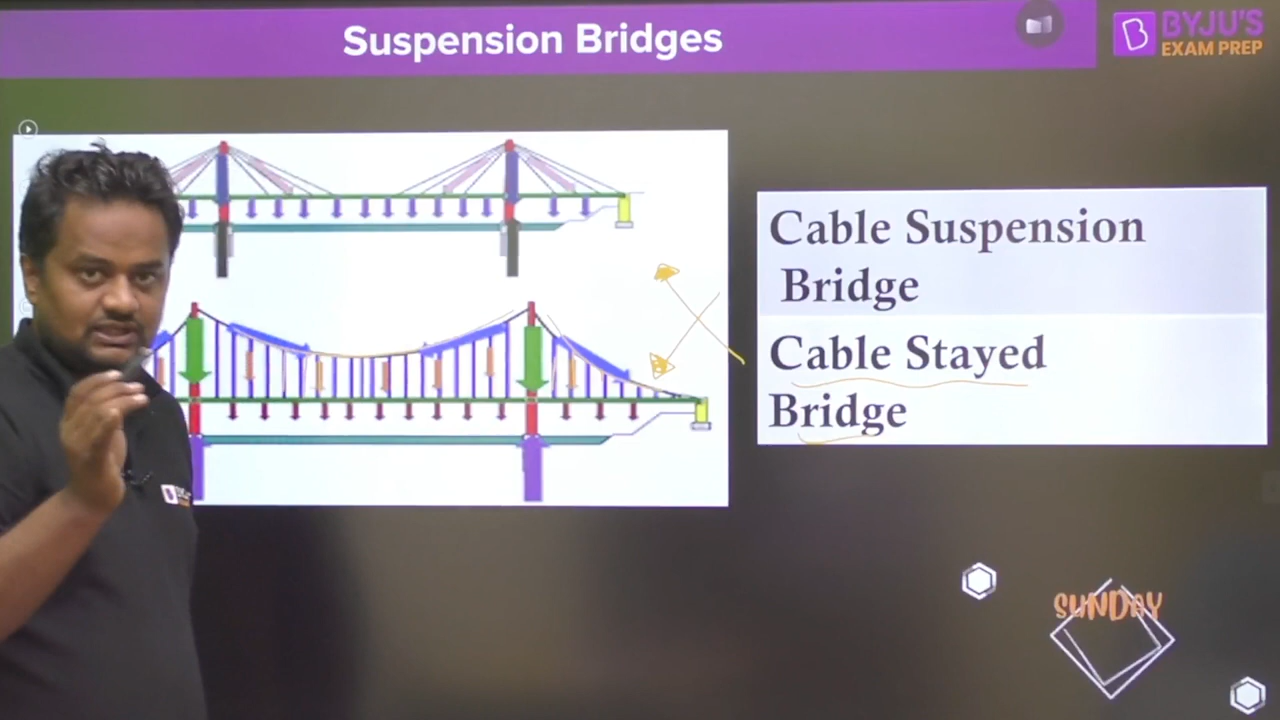 Suspension Bridges
BYJU'S
EXAM PREP
Cable Suspension
Bridge
Cable Stayed
Bridge
SUNDAY